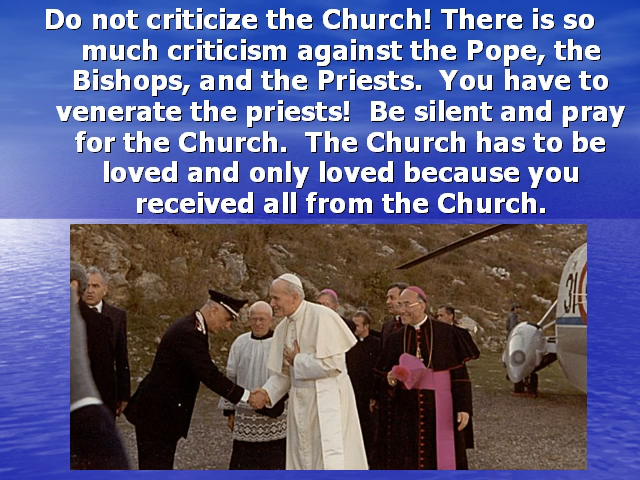 Do not criticize the Church! There is so
much criticism against the Pope, the
Bishops, and the Priests.  You have to
venerate the priests!  Be silent and pray
for the Church.  The Church has to be
loved and only loved because you
received all from the Church.
31